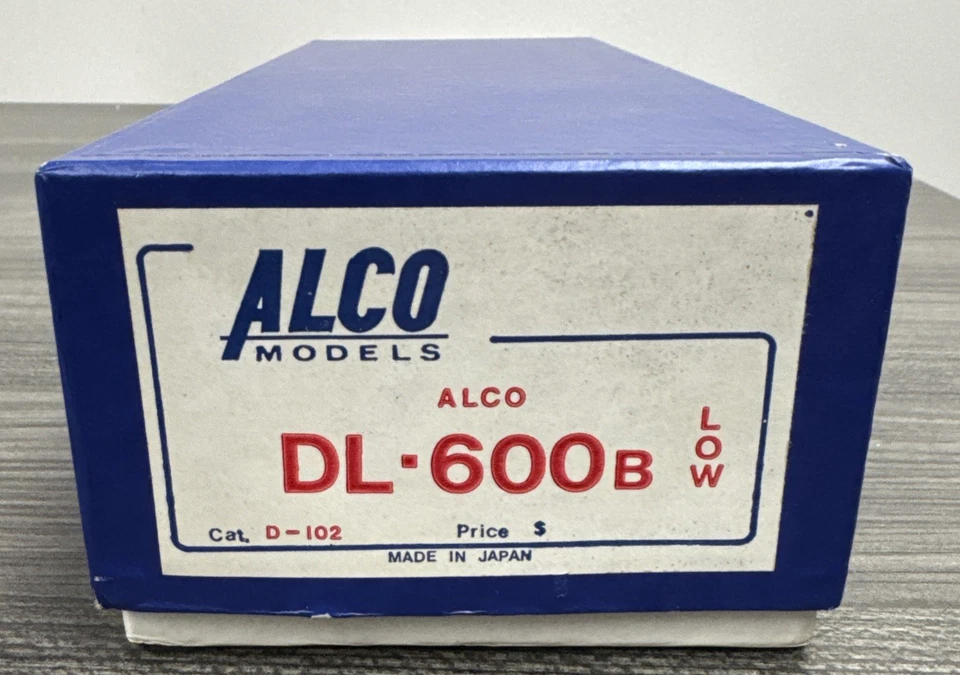 ALCO
MODELS
ALCO
DL-600B
LOW
Cat. D-102 Price $
MADE IN JAPAN